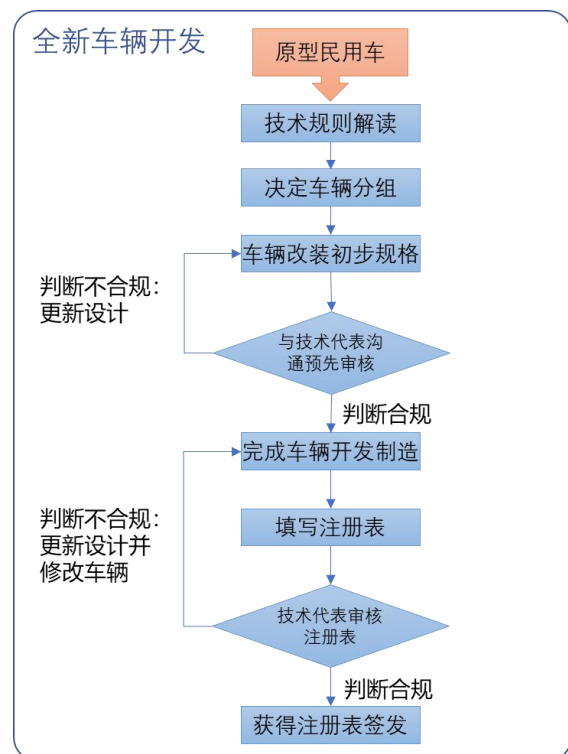 全新车辆开发
原型民用车
技术规则解读
决定车辆分组
车辆改装初步规格
判断不合规：
更新设计
与技术代表沟
通预先审核
判断合规
完成车辆开发制造
判断不合规：
更新设计并
修改车辆
填写注册表
技术代表审核
注册表
判断合规
获得注册表签发